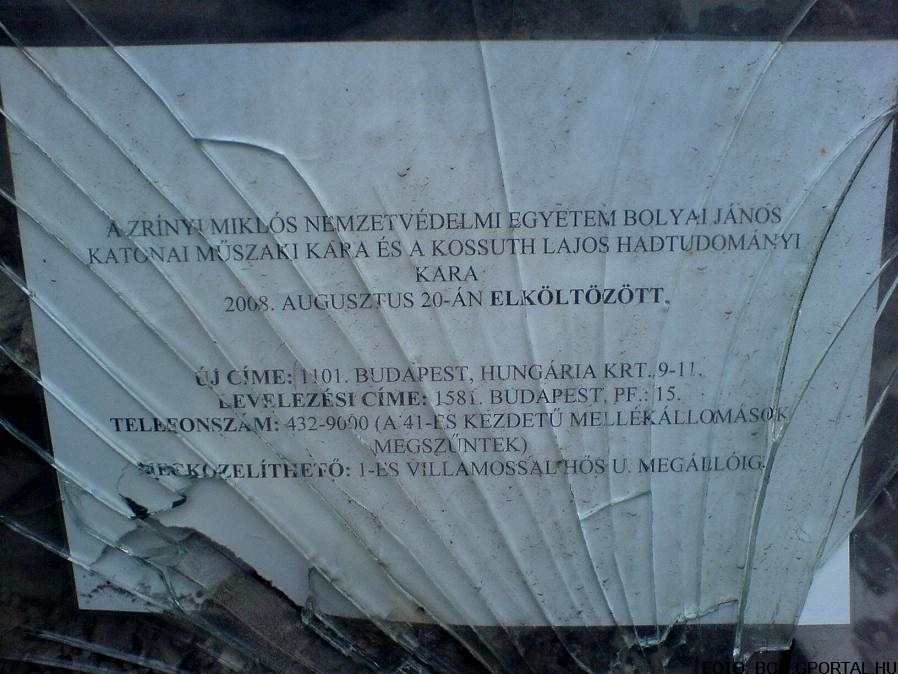 A ZRÍNYI MIKLÓS NEMZETVÉDELMI EGYETEM BOLYAI JÁNOS
KATONAI MŰSZAKI KARA ÉS A KOSSUTH LAJOS HADTUDOMÁNYI
KARA
2008. AUGUSZTUS 20-ÁN ELKÖLTÖZÖTT.
ÚJ CÍME: 1101. BUDAPEST, HUNGÁRIA KRT. 9-11.
LEVELEZÉSI CÍME: 1581. BUDAPEST, PF.: 15.
TELEFONSZÁM: 432-9000 (A 41-ES KEZDETŰ MELLÉKÁLLOMÁSOK
MEGSZŰNTEK)
MEGKÖZELÍTHETŐ: 1-ES VILLAMOSSAL HŐS U. MEGÁLLÓIG.
FOTO: GPORTAL.HU